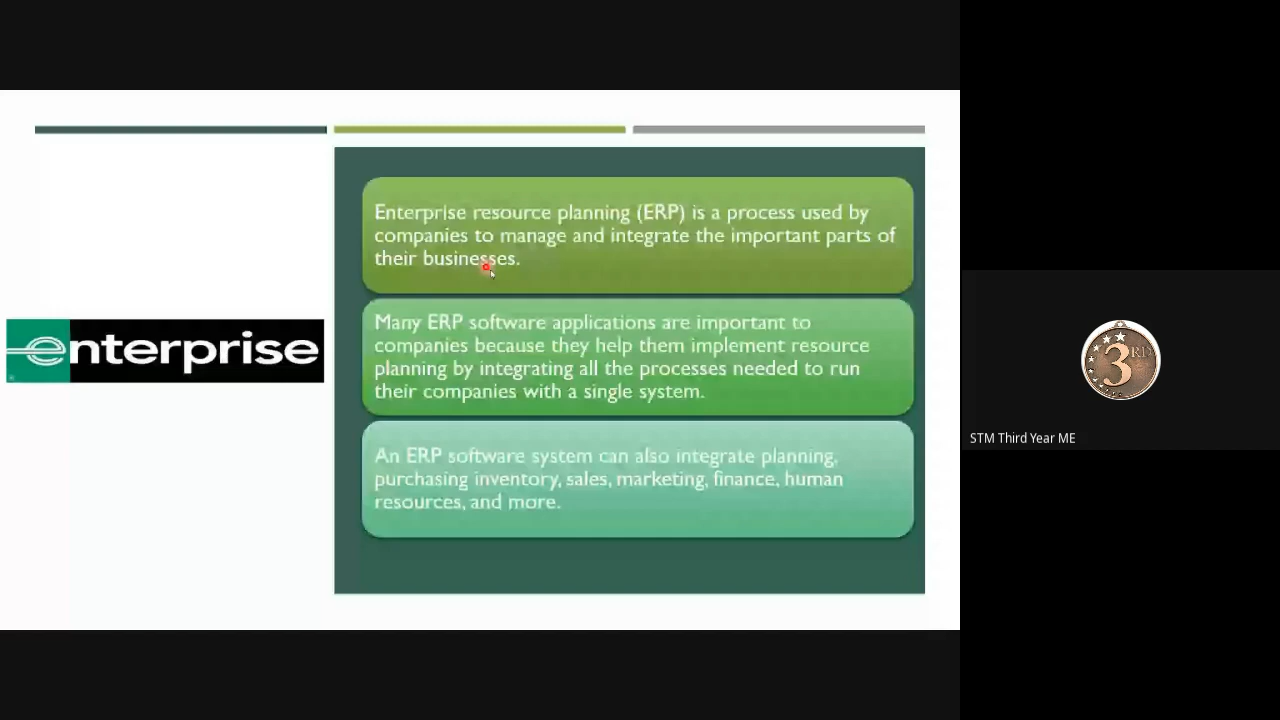 Enterprise resource planning (ERP) is a process used by
companies to manage and integrate the important parts of
their businesses.
enterprise
Many ERP software applications are important to
companies because they help them implement resource
planning by integrating all the processes needed to run
their companies with a single system.
An ERP software system can also integrate planning,
purchasing inventory, sales, marketing, finance, human
resources, and more.
3RD
STM Third Year ME